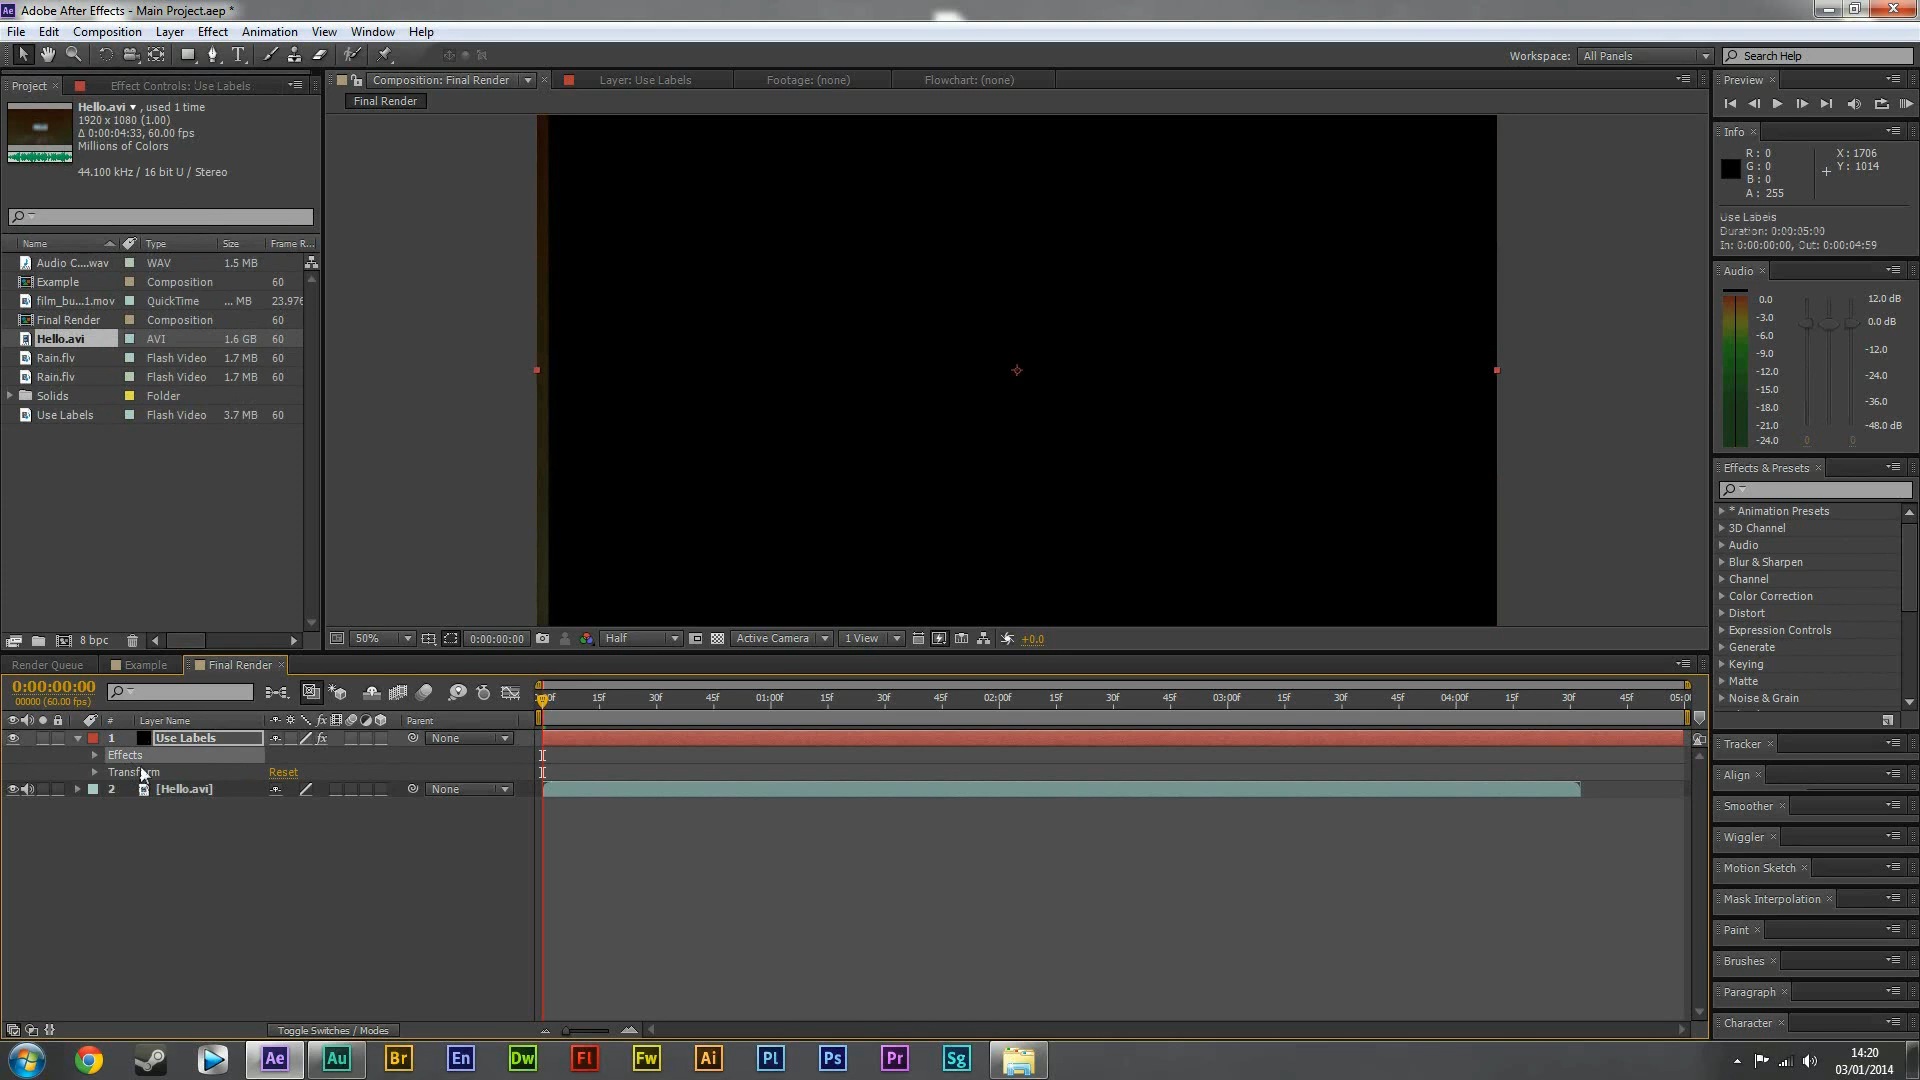 Adobe After Effects - Main Project.aep *
File Edit Composition Layer Effect Animation View Window Help
Workspace: All Panels Search Help
Project Effect Controls: Use Labels
Composition: Final Render Layer: Use Labels Footage: (none) Flowchart: (none)
Final Render
Hello.avi , used 1 time
1920 x 1080 (1.00)
Δ 0:00:04:33, 60.00 fps
Millions of Colors
44.100 kHz / 16 bit U / Stereo
Name Type Size Frame R...
Audio C....wav WAV 1.5 MB
Example Composition 60
film_bu...1.mov QuickTime ... MB 23.976
Final Render Composition 60
Hello.avi AVI 1.6 GB 60
Rain.flv Flash Video 1.7 MB 60
Rain.flv Flash Video 1.7 MB 60
Solids Folder
Use Labels Flash Video 3.7 MB 60
8 bpc
50% 0:00:00:00 Half Active Camera 1 View +0.0
Preview
Info
R: 0
G: 0
B: 0
A: 255
X: 1706
Y: 1014
Use Labels
Duration: 0:00:05:00
In: 0:00:00:00, Out: 0:00:04:59
Audio
0.0 12.0 dB
-3.0 0.0 dB
-6.0
-9.0 -12.0
-12.0 -24.0
-15.0
-18.0 -36.0
-21.0 -48.0 dB
-24.0 0 0
Effects & Presets
* Animation Presets
3D Channel
Audio
Blur & Sharpen
Channel
Color Correction
Distort
Expression Controls
Generate
Keying
Matte
Noise & Grain
Tracker
Align
Smoother
Wiggler
Motion Sketch
Mask Interpolation
Paint
Brushes
Paragraph
Character
Render Queue Example Final Render
0:00:00:00
00000 (60.00 fps)
15f 30f 45f 01:00f 15f 30f 45f 02:00f 15f 30f 45f 03:00f 15f 30f 45f 04:00f 15f 30f 45f
# Layer Name fx Parent
1 Use Labels fx None
Effects
Transform Reset
2 [Hello.avi] None
Toggle Switches / Modes
Ae Au Br En Dw Fl Fw Ai Pl Ps Pr Sg
14:20
03/01/2014